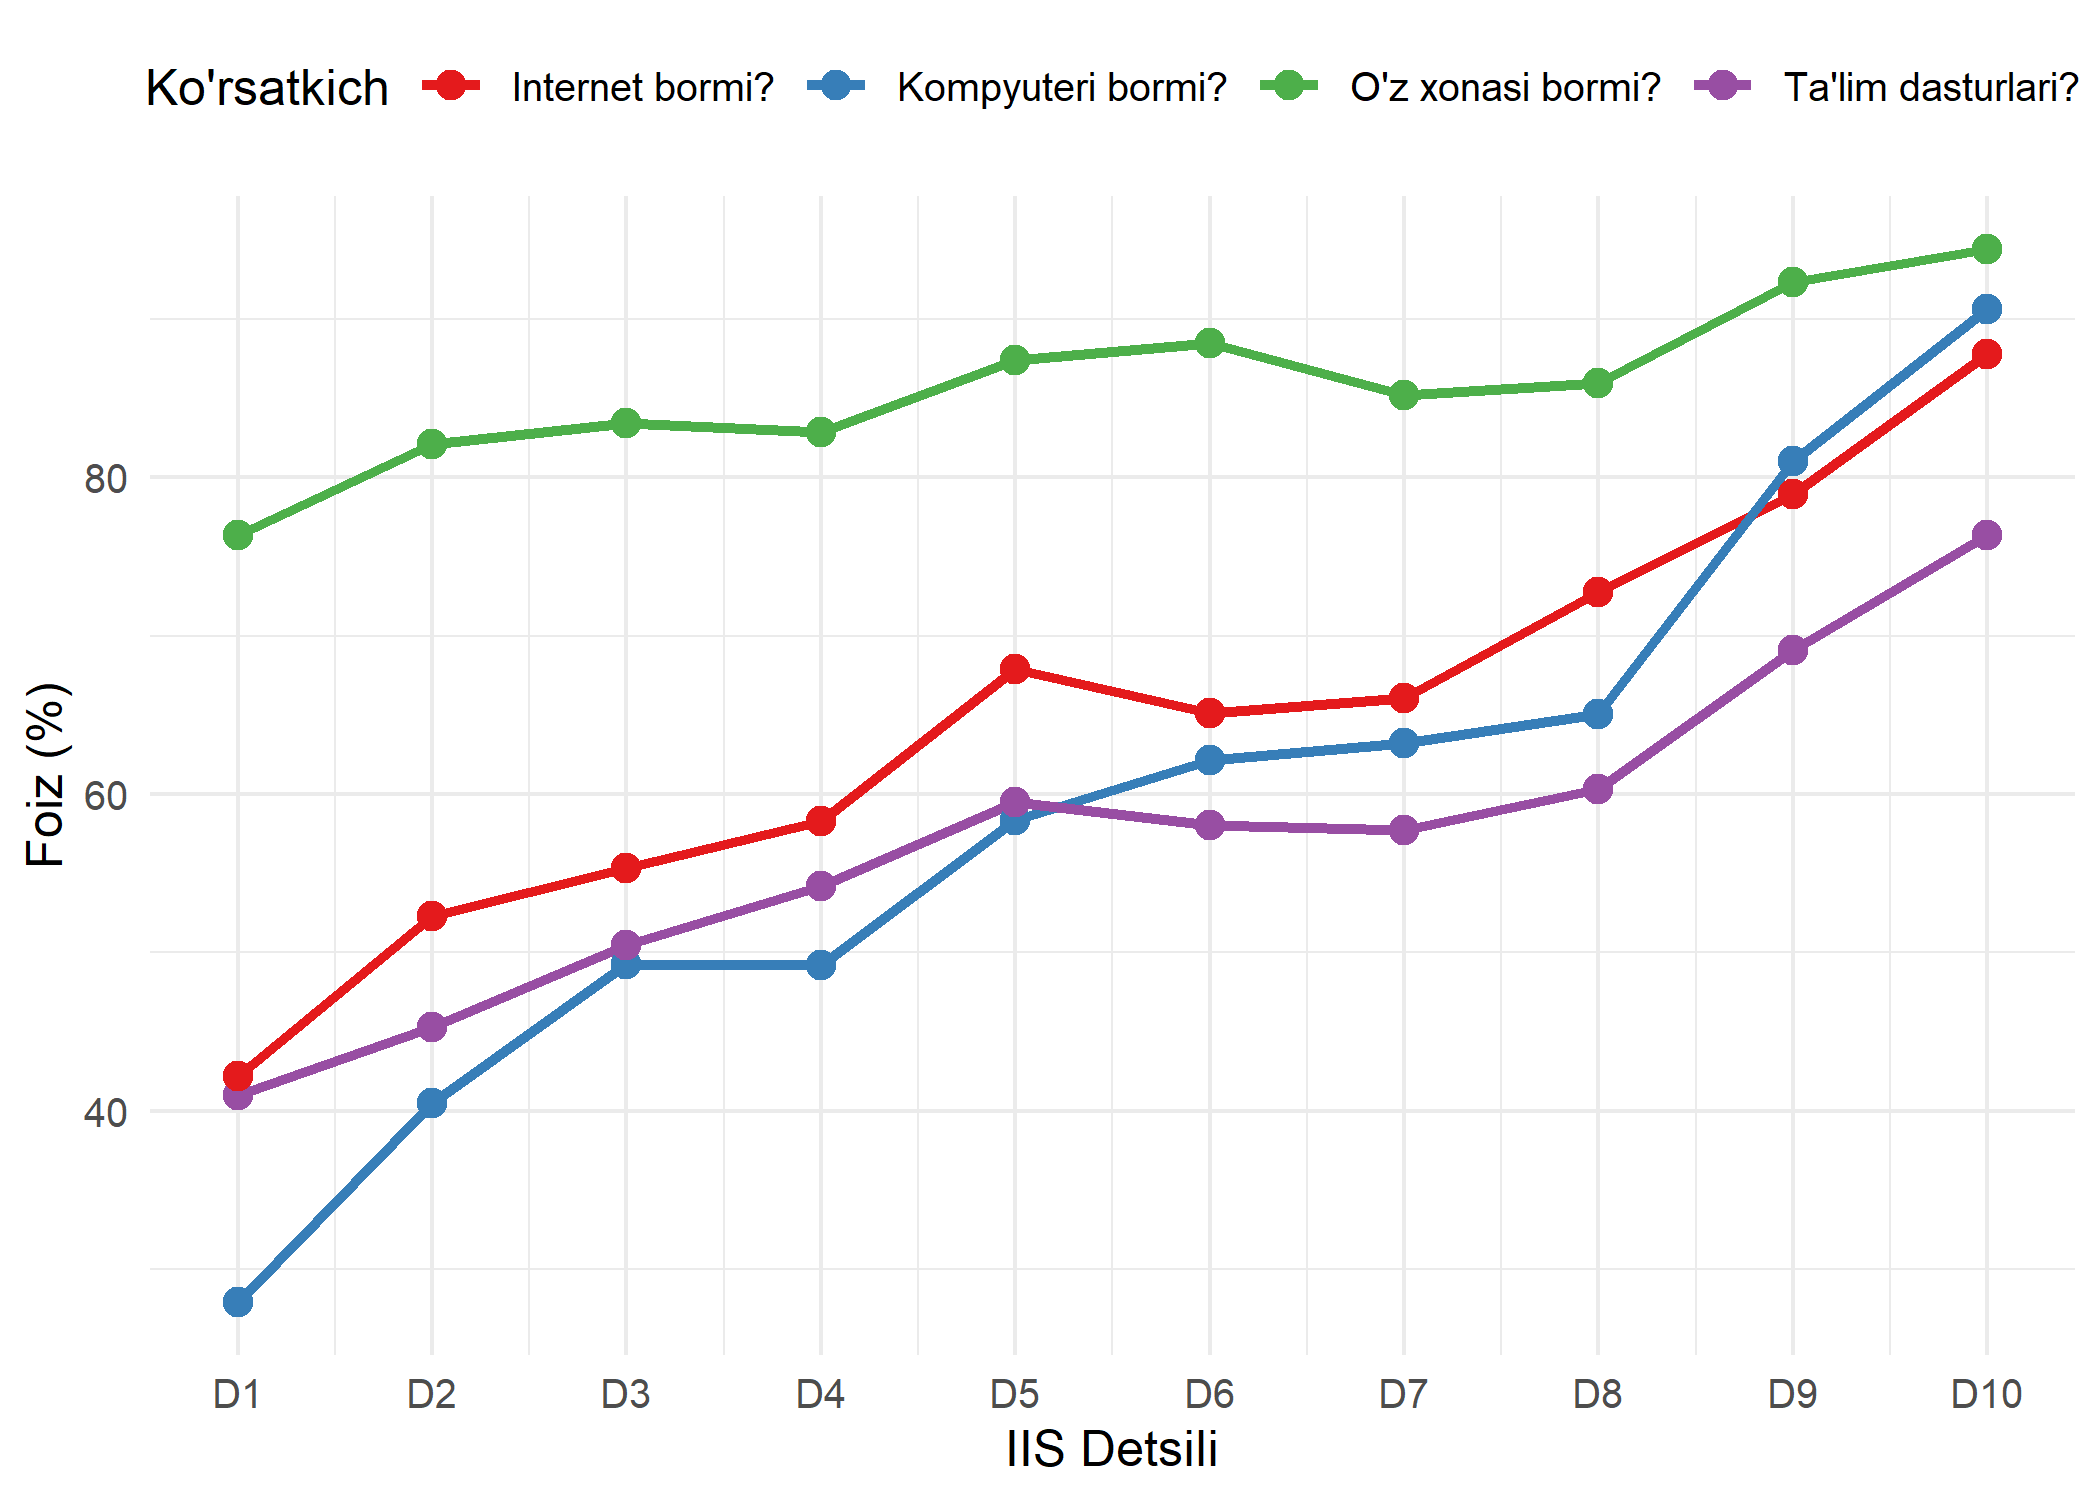 Ko'rsatkich Internet bormi? Kompyuteri bormi? O'z xonasi bormi? Ta'lim dasturlari?
80
60
40
Foiz (%)
D1 D2 D3 D4 D5 D6 D7 D8 D9 D10
IIS Detsili